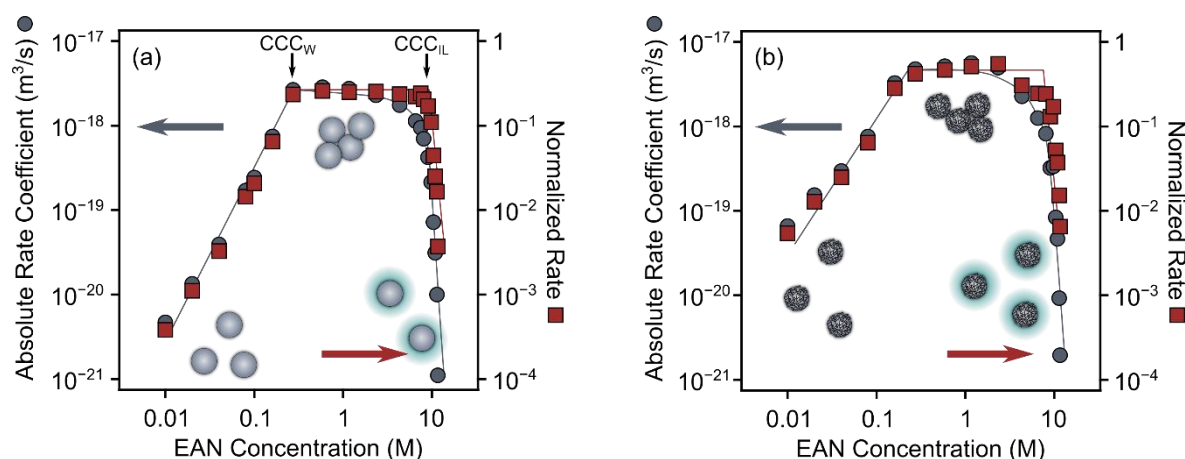 Absolute Rate Coefficient (m³/s)
10⁻¹⁷
10⁻¹⁸
10⁻¹⁹
10⁻²⁰
10⁻²¹
(a)
CCC_W
CCC_IL
1
10⁻¹
10⁻²
10⁻³
10⁻⁴
Normalized Rate
0.01 0.1 1 10
EAN Concentration (M)
Absolute Rate Coefficient (m³/s)
10⁻¹⁷
10⁻¹⁸
10⁻¹⁹
10⁻²⁰
10⁻²¹
(b)
1
10⁻¹
10⁻²
10⁻³
10⁻⁴
Normalized Rate
0.01 0.1 1 10
EAN Concentration (M)